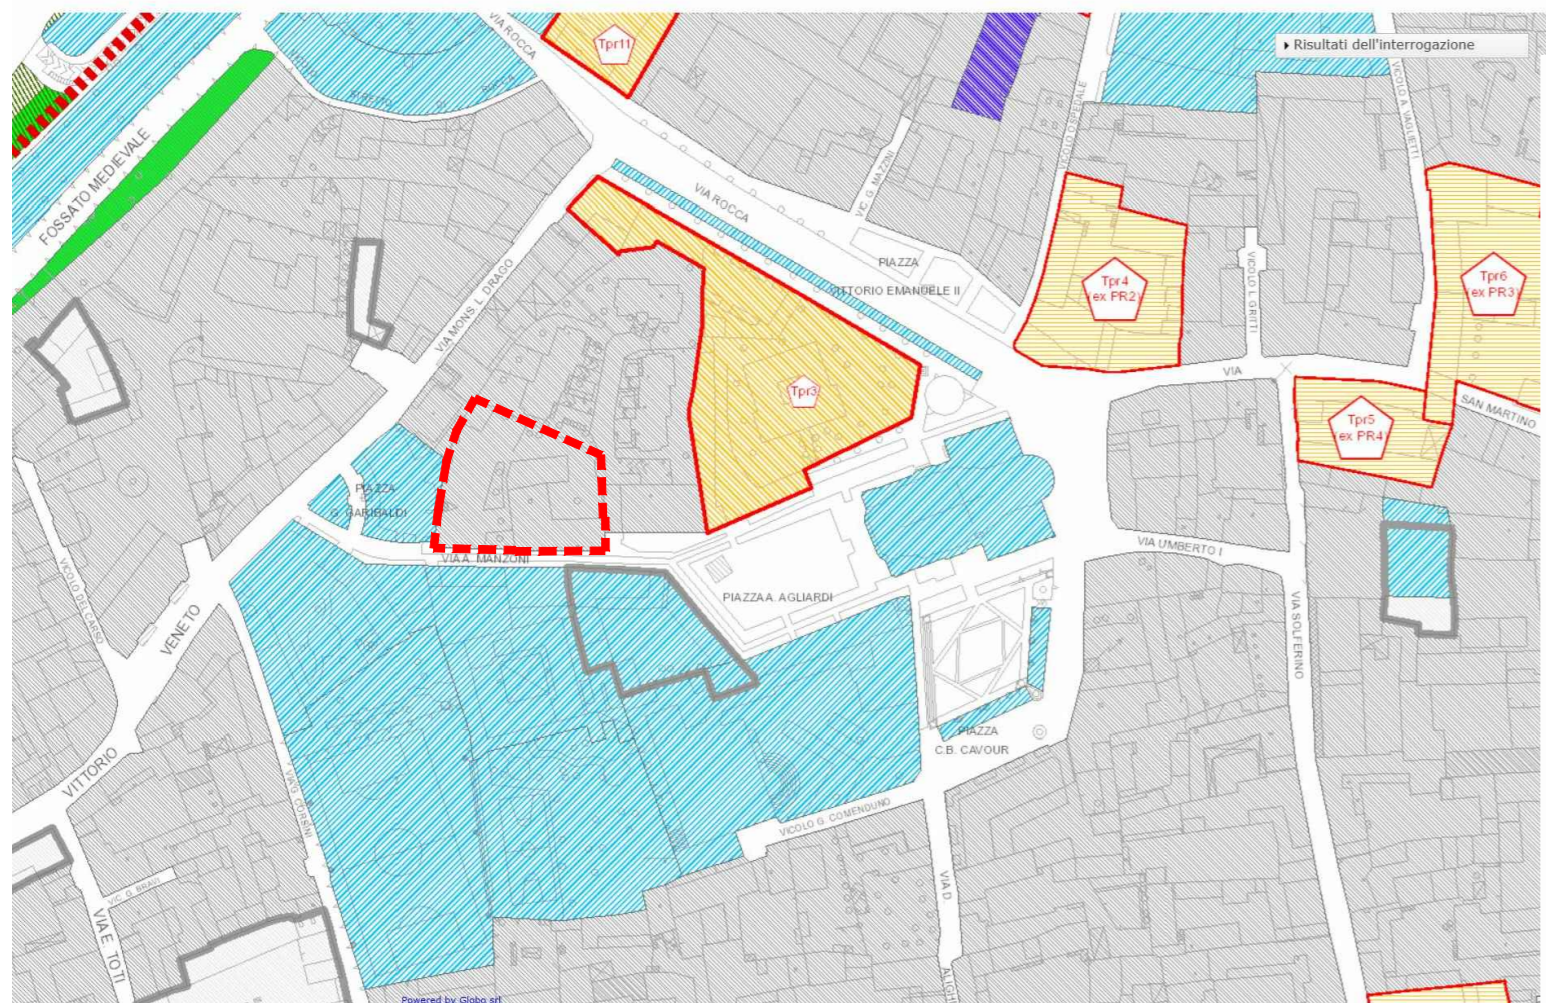 VIA ROCCA
Tpr11
Risultati dell'interrogazione
VICOLO
ROCCA
FOSSATO MEDIEVALE
VICOLO OSPEDALE
VICOLO A. VAGLIETTI
VIC. G. MAZZINI
VIA ROCCA
PIAZZA
VITTORIO EMANUELE II
VIA MONS. L. DRAGO
Tpr4
(ex PR2)
VICOLO L. GRITTI
Tpr6
(ex PR3)
Tpr3
VIA
SAN MARTINO
Tpr5
(ex PR4)
PIAZZA
G. GARIBALDI
VIA A. MANZONI
VIA UMBERTO I
PIAZZA A. AGLIARDI
VICOLO DEL CARSO
VENETO
VIA SOLFERINO
PIAZZA
C.B. CAVOUR
VITTORIO
VIA G. CORSINI
VICOLO G. COMENDUNO
VIC. G. BRAVI
VIA D.
VIA E. TOTI
Powered by Globo srl